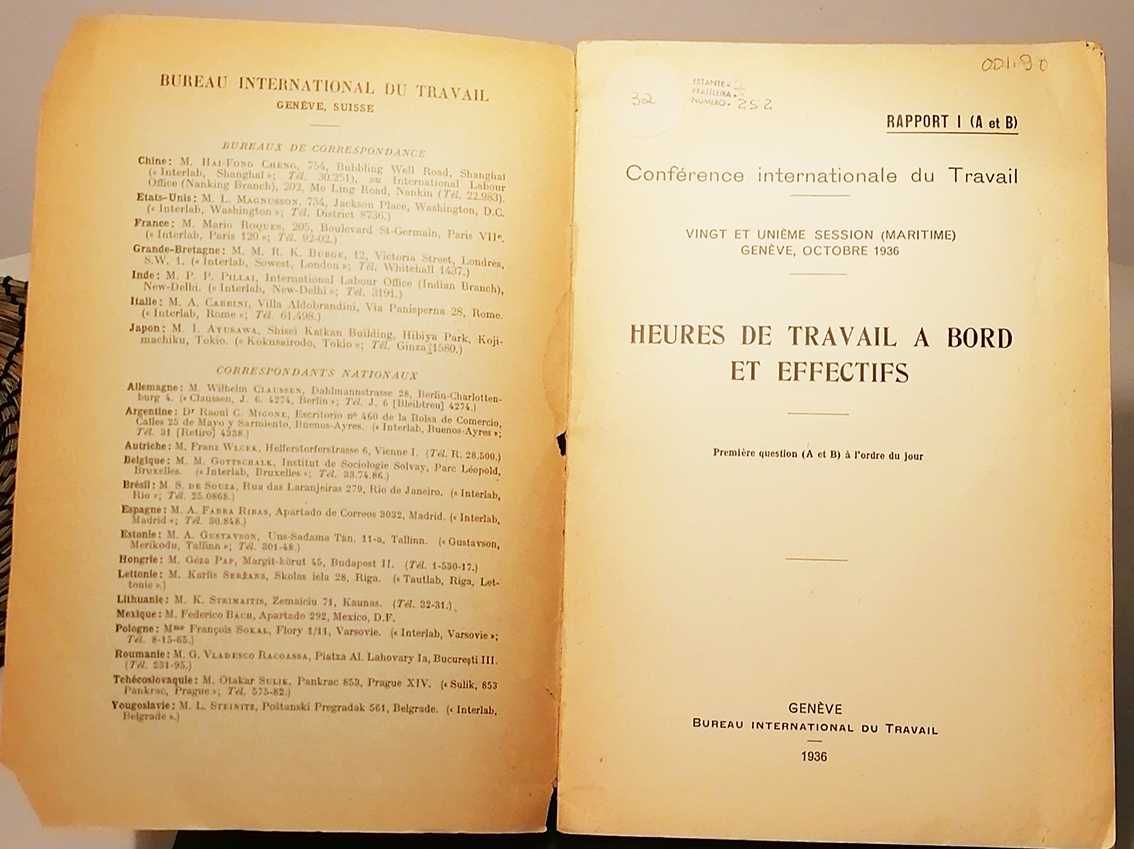 BUREAU INTERNATIONAL DU TRAVAIL
GENÈVE, SUISSE
BUREAUX DE CORRESPONDANCE
Chine: M. HAI-FONG CHENG, 754, Bubbling Well Road, Shanghai
(« Interlab, Shanghai »; Tél. 30.251), ou International Labour
Office (Nanking Branch), 202, Mo Ling Road, Nankin (Tél. 22.983).
Etats-Unis: M. L. MAGNUSSON, 734, Jackson Place, Washington, D.C.
(« Interlab, Washington »; Tél. District 8736.)
France: M. Mario ROQUES, 205, Boulevard St-Germain, Paris VIIe.
(« Interlab, Paris 120 »; Tél. 92-02.)
Grande-Bretagne: M. M. R. K. BURGE, 12, Victoria Street, Londres,
S.W. 1. (« Interlab, Sowest, London »; Tél. Whitehall 1437.)
Inde: M. P. P. PILLAI, International Labour Office (Indian Branch),
New-Delhi. (« Interlab, New-Delhi »; Tél. 3191.)
Italie: M. A. CABRINI, Villa Aldobrandini, Via Panisperna 28, Rome.
(« Interlab, Rome »; Tél. 61.498.)
Japon: M. I. AYUSAWA, Shisei Kaikan Building, Hibiya Park, Koji-
machiku, Tokio. (« Kokusairodo, Tokio »; Tél. Ginza 1580.)
CORRESPONDANTS NATIONAUX
Allemagne: M. Wilhelm CLAUSSEN, Dahlmannstrasse 28, Berlin-Charlotten-
burg 4. (« Claussen, J. 6. 4274, Berlin »; Tél. J. 6 [Bleibtreu] 4274.)
Argentine: Dr Raoul C. MIGONE, Escritorio nº 460 de la Bolsa de Comercio,
Calles 25 de Mayo y Sarmiento, Buenos-Ayres. (« Interlab, Buenos-Ayres »;
Tél. 31 [Retiro] 4338.)
Autriche: M. Franz WLCEK, Helferstorferstrasse 6, Vienne I. (Tél. R. 28.500.)
Belgique: M. M. GOTTSCHALK, Institut de Sociologie Solvay, Parc Léopold,
Bruxelles. (« Interlab, Bruxelles »; Tél. 33.74.86.)
Brésil: M. S. DE SOUZA, Rua das Laranjeiras 279, Rio de Janeiro. (« Interlab,
Rio »; Tél. 25.0868.)
Espagne: M. A. FABRA RIBAS, Apartado de Correos 3032, Madrid. (« Interlab,
Madrid »; Tél. 30.848.)
Estonie: M. A. GUSTAVSON, Uus-Sadama Tän. 11-a, Tallinn. (« Gustavson,
Merikodu, Tallinn »; Tél. 301-48.)
Hongrie: M. Géza PAP, Margit-körut 45, Budapest II. (Tél. 1-530-17.)
Lettonie: M. Karlis SERŽANS, Skolas iela 28, Riga. (« Tautlab, Riga, Let-
tonie ».)
Lithuanie: M. K. STRIMAITIS, Zemaiciu 71, Kaunas. (Tél. 32-31.)
Mexique: M. Federico BACH, Apartado 292, Mexico, D.F.
Pologne: Mme François SOKAL, Flory 1/11, Varsovie. (« Interlab, Varsovie »;
Tél. 8-15-65.)
Roumanie: M. G. VLADESCO RACOASSA, Piatza Al. Lahovary 1a, București III.
(Tél. 231-95.)
Tchécoslovaquie: M. Otakar SULIK, Pankrac 853, Prague XIV. (« Sulik, 853
Pankrac, Prague »; Tél. 575-82.)
Yougoslavie: M. L. STEINITZ, Poštanski Pregradak 561, Belgrade. (« Interlab,
Belgrade ».)
001.90
32
ESTANTE
PRATELEIRA
NÚMERO 252
RAPPORT I (A et B)
Conférence internationale du Travail
VINGT ET UNIÈME SESSION (MARITIME)
GENÈVE, OCTOBRE 1936
HEURES DE TRAVAIL A BORD
ET EFFECTIFS
Première question (A et B) à l'ordre du jour
GENÈVE
BUREAU INTERNATIONAL DU TRAVAIL
1936